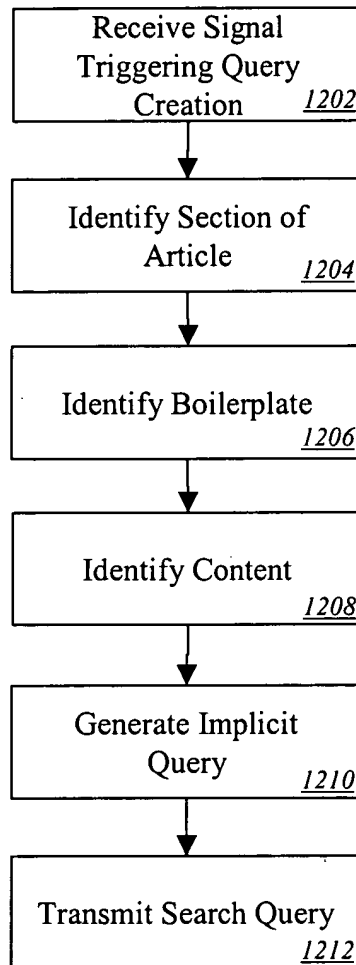 Receive Signal
Triggering Query
Creation 1202
Identify Section of
Article
1204
Identify Boilerplate
1206
Identify Content
1208
Generate Implicit
Query
1210
Transmit Search Query
1212